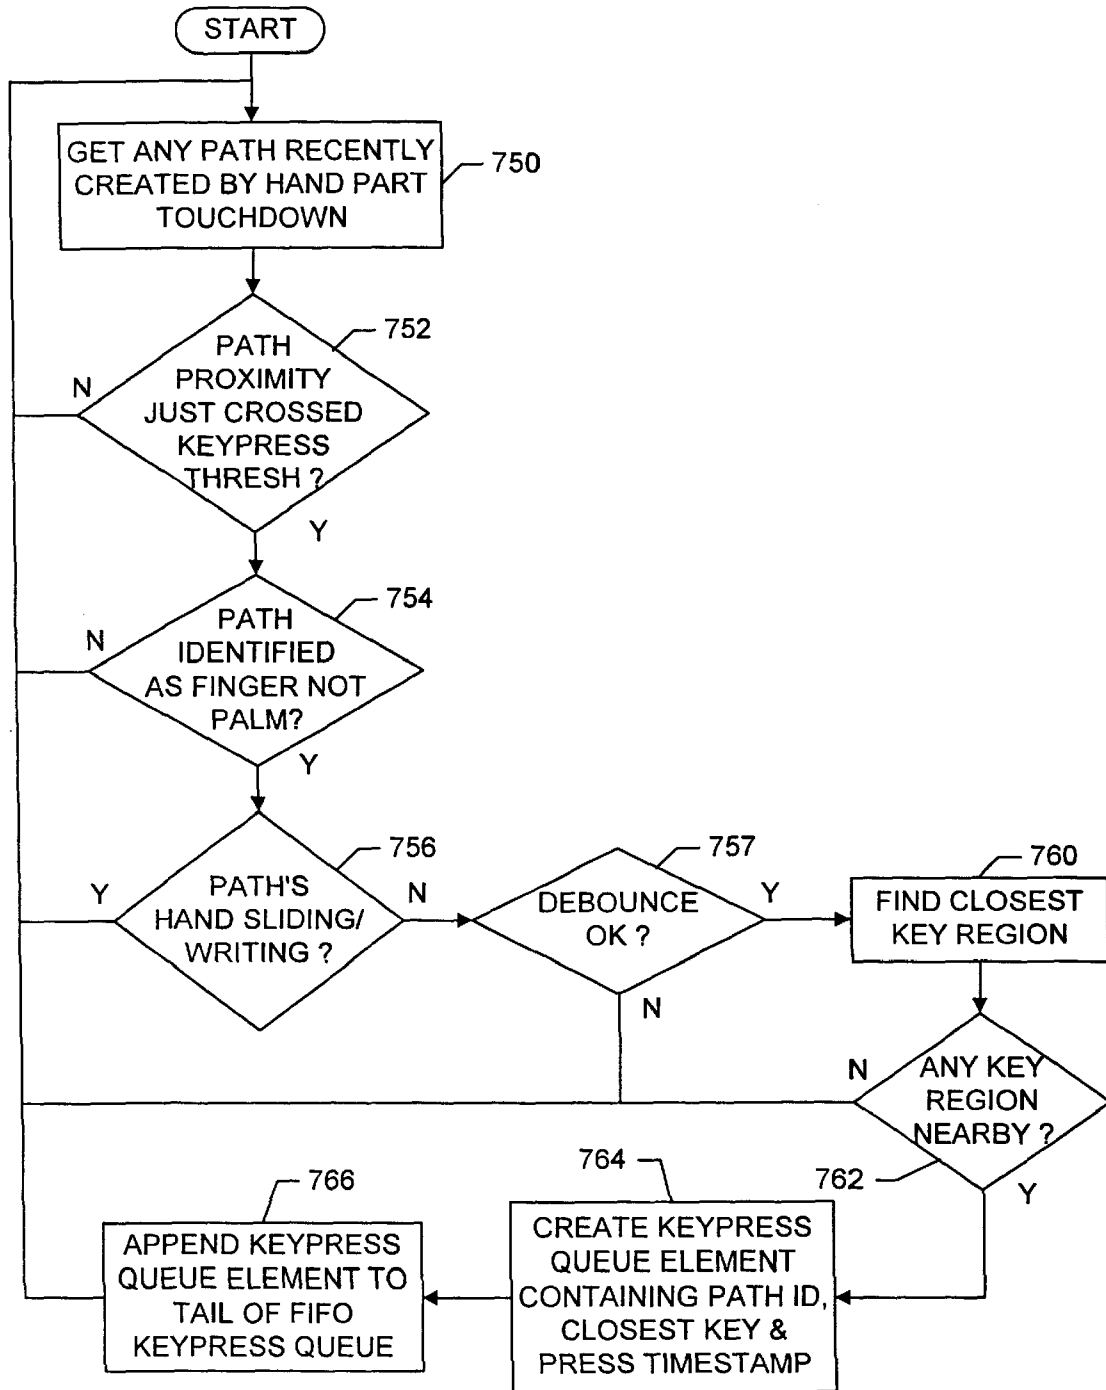 START
GET ANY PATH RECENTLY
CREATED BY HAND PART
TOUCHDOWN
750
752
PATH
PROXIMITY
JUST CROSSED
KEYPRESS
THRESH ?
N
Y
754
PATH
IDENTIFIED
AS FINGER NOT
PALM?
N
Y
756
PATH'S
HAND SLIDING/
WRITING ?
Y
N
757
DEBOUNCE
OK ?
Y
N
760
FIND CLOSEST
KEY REGION
ANY KEY
REGION
NEARBY ?
N
762
Y
764
CREATE KEYPRESS
QUEUE ELEMENT
CONTAINING PATH ID,
CLOSEST KEY &
PRESS TIMESTAMP
766
APPEND KEYPRESS
QUEUE ELEMENT TO
TAIL OF FIFO
KEYPRESS QUEUE